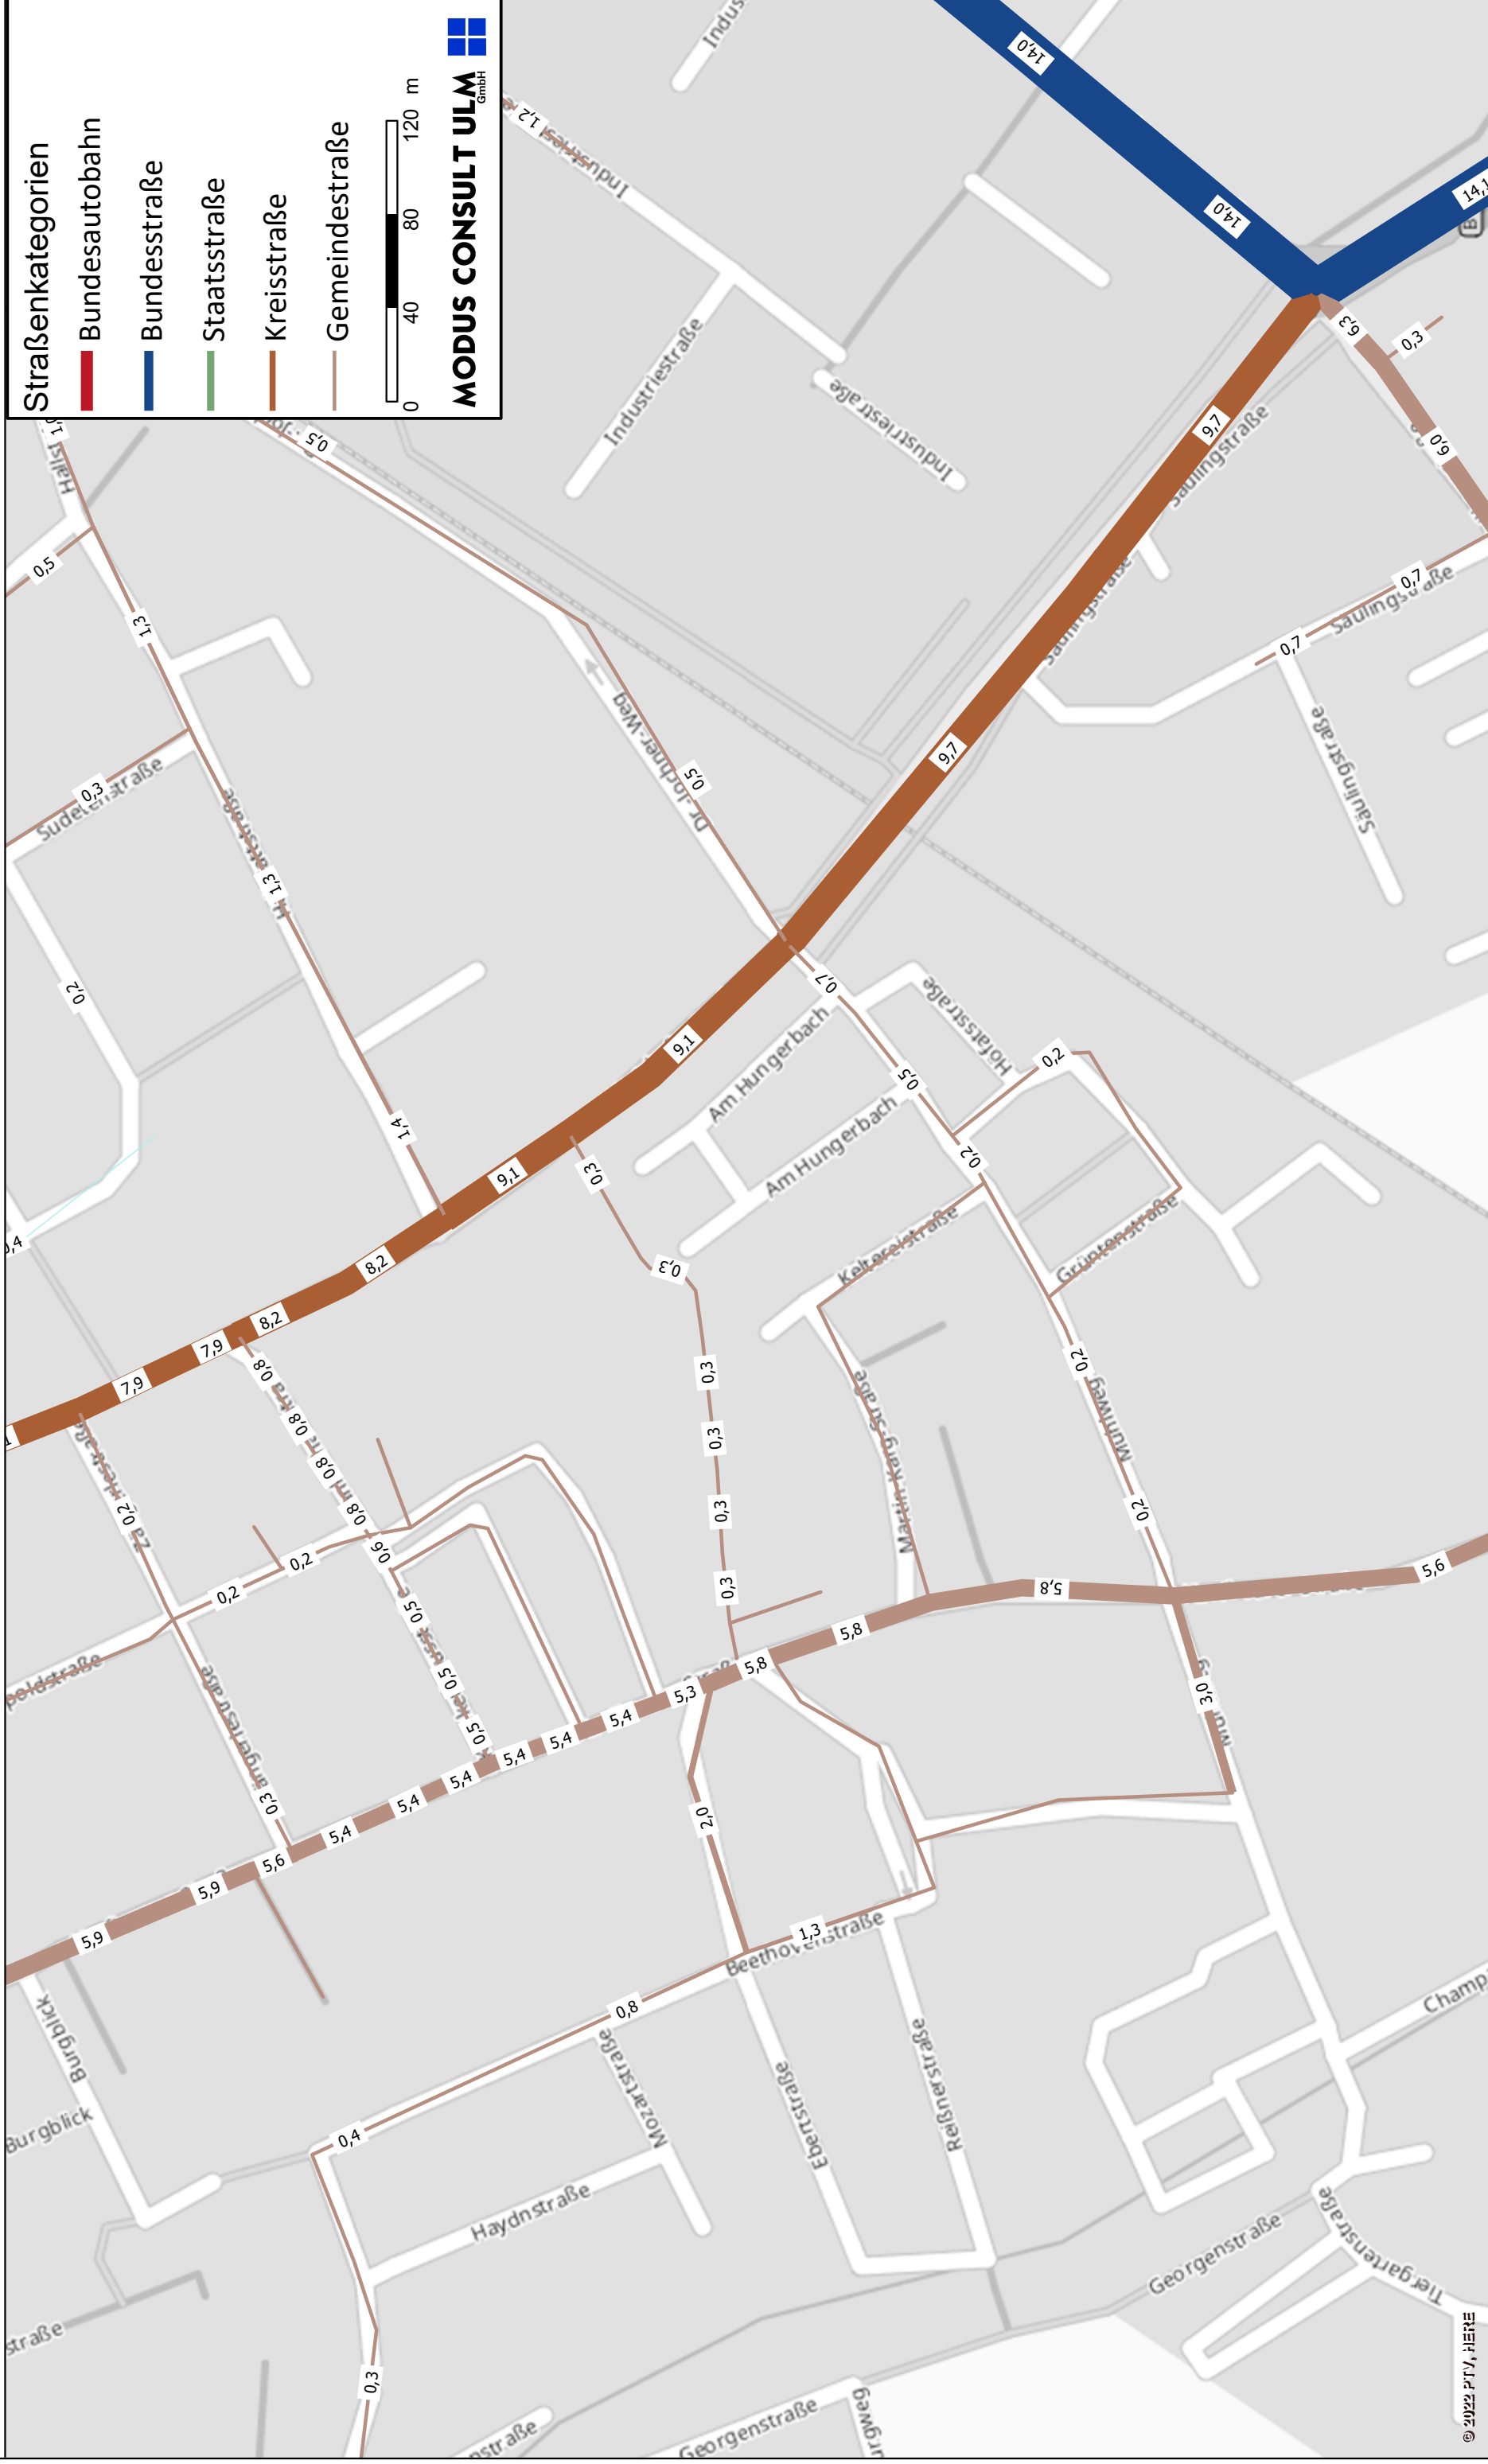 Straßenkategorien
Bundesautobahn
Bundesstraße
Staatsstraße
Kreisstraße
Gemeindestraße
0 40 80 120 m
MODUS CONSULT ULM
GmbH
14,0
14,0
14,1
B
6,3
0,3
6,0
9,7
9,7
9,1
9,1
8,2
8,2
7,9
7,9
1,2
Industriestraße
Industriestraße
0,5
0,5
Dr.-Jochner-Weg
0,5
1,3
1,3
1,4
0,3
Sudetenstraße
0,2
Säulingstraße
Säulingstraße
Säulingstraße
Säulingstraße
0,7
0,7
0,7
0,5
0,2
0,2
0,2
0,2
Am Hungerbach
Am Hungerbach
Höfatsstraße
Keltereistraße
Grüntenstraße
Mühlweg
Martin-Karg-Straße
0,3
0,3
0,3
0,3
0,3
0,3
0,8
0,8
0,8
0,8
0,6
0,5
0,5
0,5
0,2
0,2
0,2
0,3
5,9
5,9
5,6
5,4
5,4
5,4
5,4
5,4
5,4
5,3
5,8
5,8
5,8
5,6
3,0
2,0
1,3
0,8
0,4
0,3
Beethovenstraße
Burgblick
Burgblick
Mozartstraße
Haydnstraße
Ebertstraße
Reißnerstraße
Georgenstraße
Georgenstraße
Tiergartenstraße
© 2022 PTV, HERE